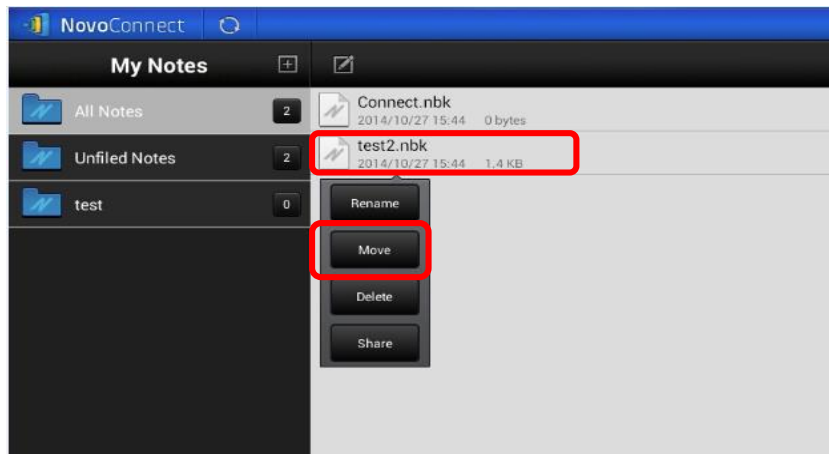 NovoConnect
My Notes
All Notes 2
Unfiled Notes 2
test 0
Connect.nbk
2014/10/27 15:44 0 bytes
test2.nbk
2014/10/27 15:44 1.4 KB
Rename
Move
Delete
Share